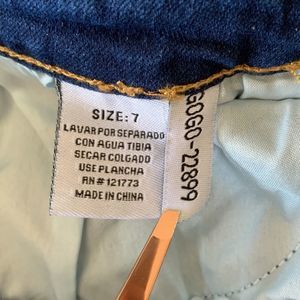 SIZE: 7
LAVAR POR SEPARADO
CON AGUA TIBIA
SECAR COLGADO
USE PLANCHA
RN# 121773
MADE IN CHINA
GOGO-22899